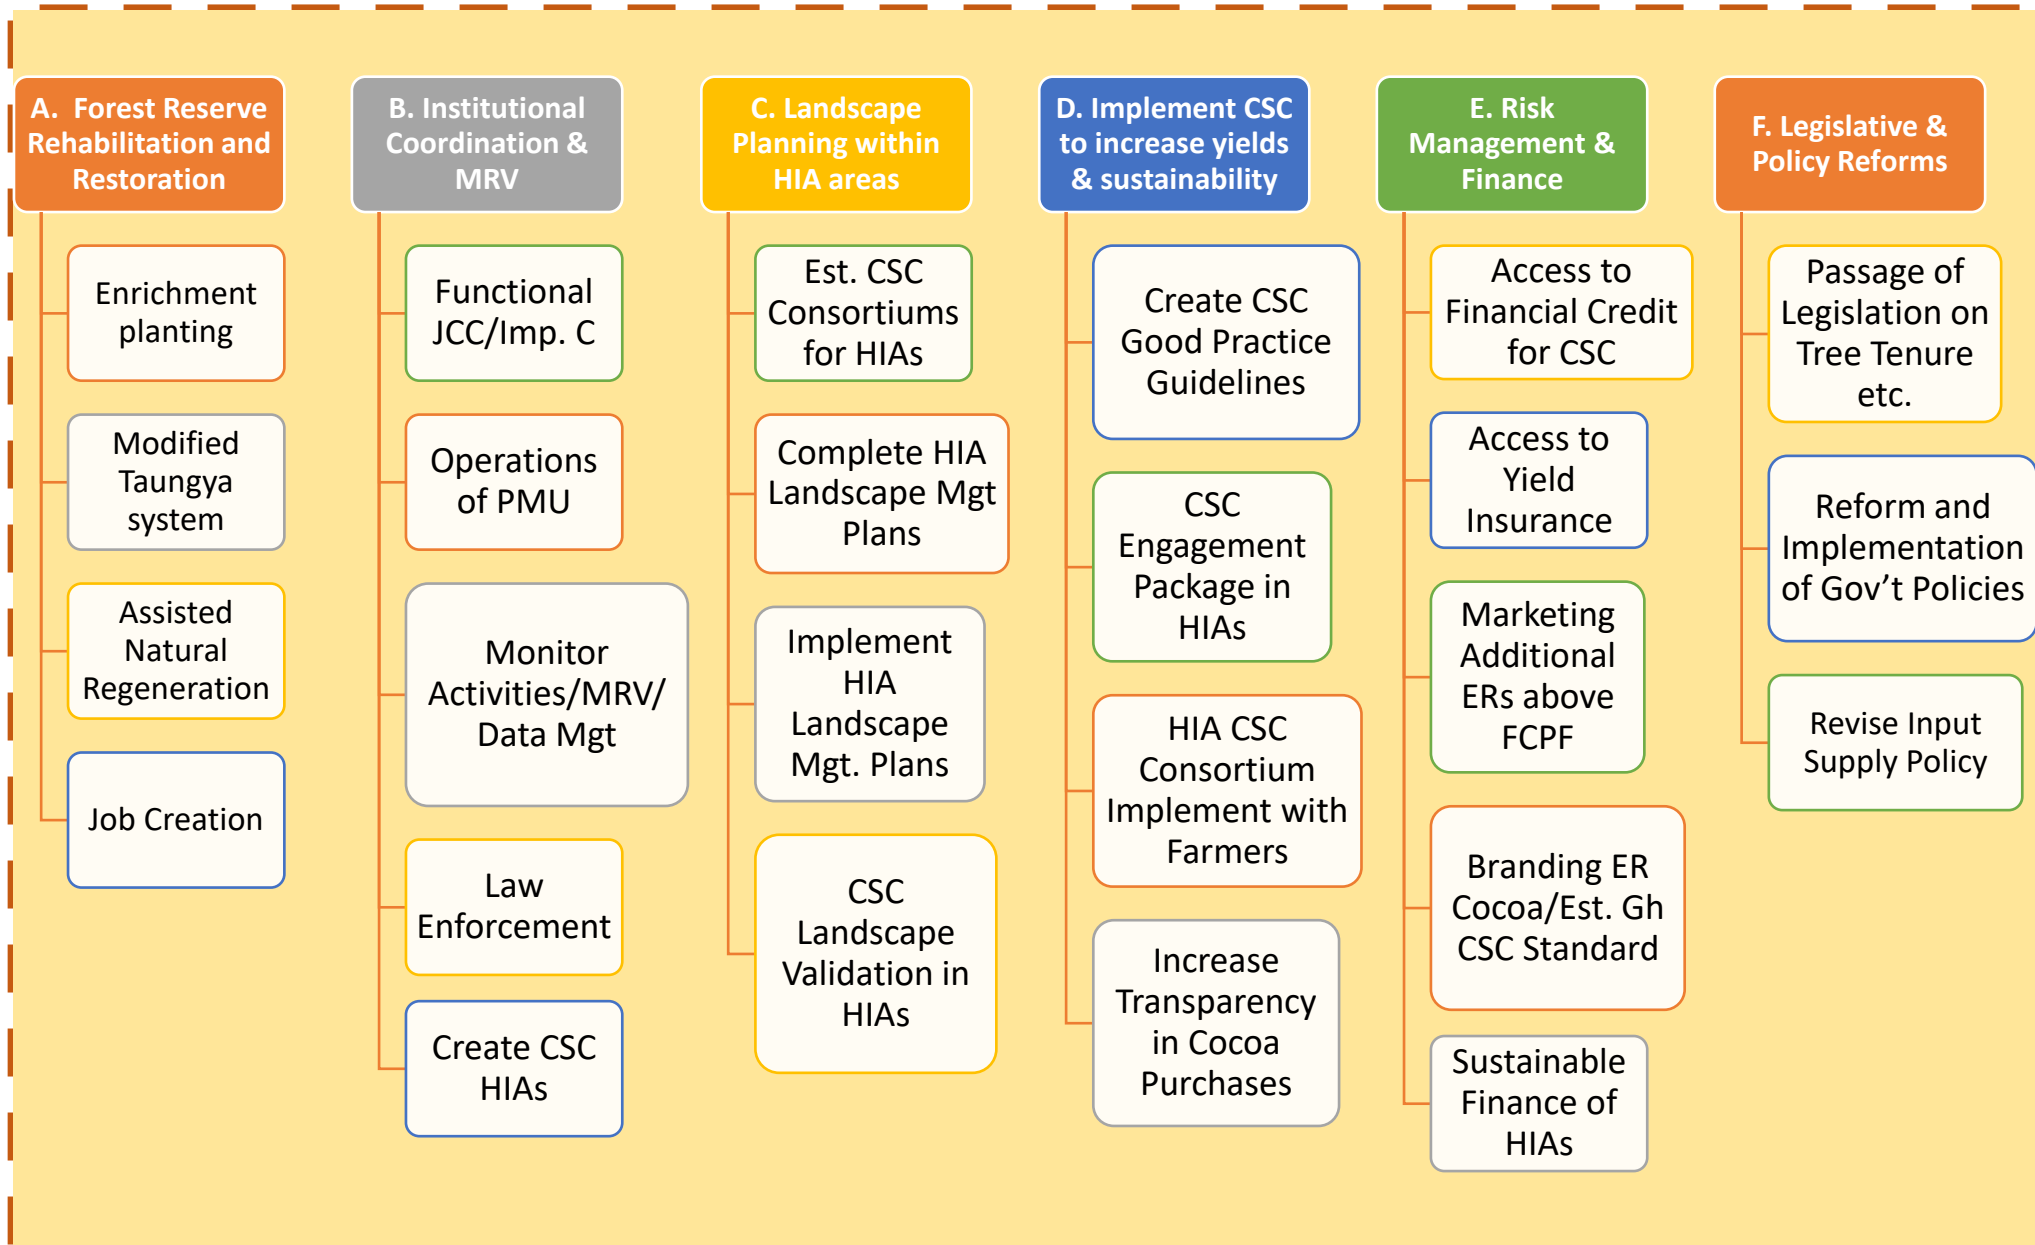 A. Forest Reserve
Rehabilitation and
Restoration
Enrichment
planting
Modified
Taungya
system
Assisted
Natural
Regeneration
Job Creation
B. Institutional
Coordination &
MRV
Functional
JCC/Imp. C
Operations
of PMU
Monitor
Activities/MRV/
Data Mgt
Law
Enforcement
Create CSC
HIAs
C. Landscape
Planning within
HIA areas
Est. CSC
Consortiums
for HIAs
Complete HIA
Landscape Mgt
Plans
Implement
HIA
Landscape
Mgt. Plans
CSC
Landscape
Validation in
HIAs
D. Implement CSC
to increase yields
& sustainability
Create CSC
Good Practice
Guidelines
CSC
Engagement
Package in
HIAs
HIA CSC
Consortium
Implement with
Farmers
Increase
Transparency
in Cocoa
Purchases
E. Risk
Management &
Finance
Access to
Financial Credit
for CSC
Access to
Yield
Insurance
Marketing
Additional
ERs above
FCPF
Branding ER
Cocoa/Est. Gh
CSC Standard
Sustainable
Finance of
HIAs
F. Legislative &
Policy Reforms
Passage of
Legislation on
Tree Tenure
etc.
Reform and
Implementation
of Gov’t Policies
Revise Input
Supply Policy